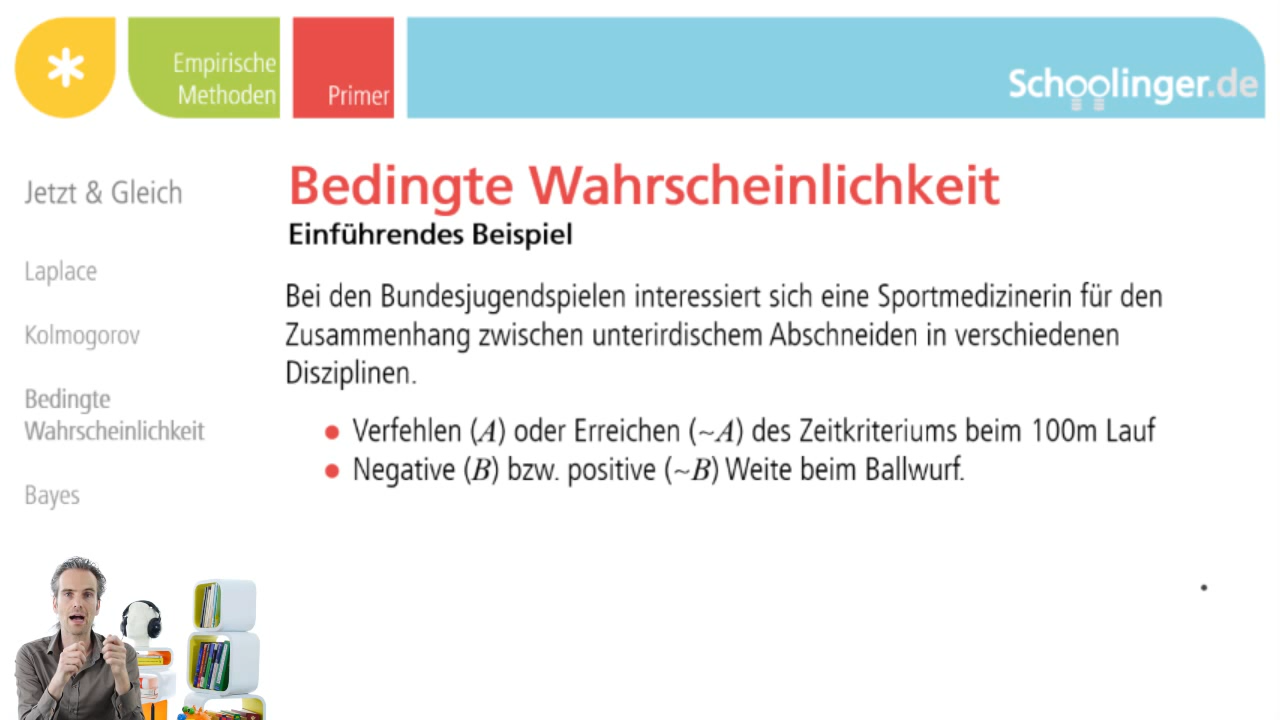 Empirische
Methoden
Primer
Schoolinger.de
Jetzt & Gleich
Laplace
Kolmogorov
Bedingte
Wahrscheinlichkeit
Bayes
Bedingte Wahrscheinlichkeit
Einführendes Beispiel
Bei den Bundesjugendspielen interessiert sich eine Sportmedizinerin für den
Zusammenhang zwischen unterirdischem Abschneiden in verschiedenen
Disziplinen.
• Verfehlen (A) oder Erreichen (~A) des Zeitkriteriums beim 100m Lauf
• Negative (B) bzw. positive (~B) Weite beim Ballwurf.